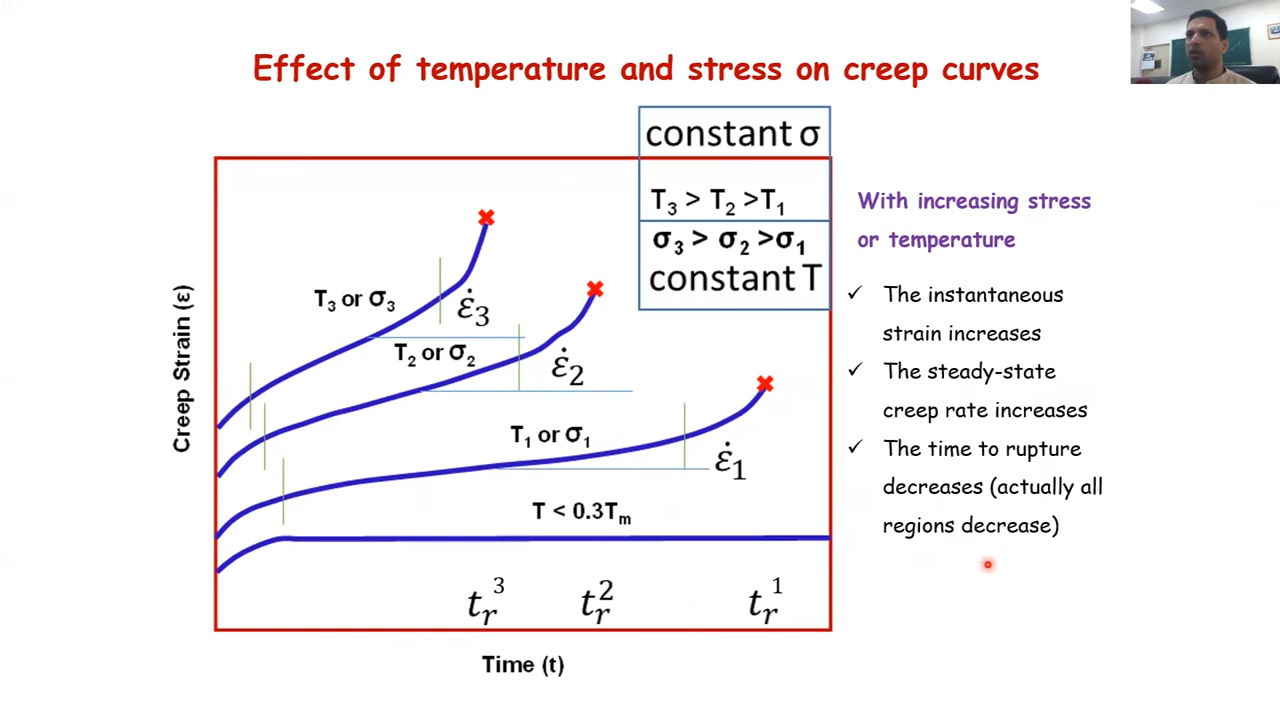 Effect of temperature and stress on creep curves
constant σ
T₃ > T₂ >T₁
σ₃ > σ₂ >σ₁
constant T
With increasing stress
or temperature
✓ The instantaneous
strain increases
✓ The steady-state
creep rate increases
✓ The time to rupture
decreases (actually all
regions decrease)
Creep Strain (ε)
T₃ or σ₃
ε̇₃
T₂ or σ₂
ε̇₂
T₁ or σ₁
ε̇₁
T < 0.3Tₘ
tᵣ³
tᵣ²
tᵣ¹
Time (t)